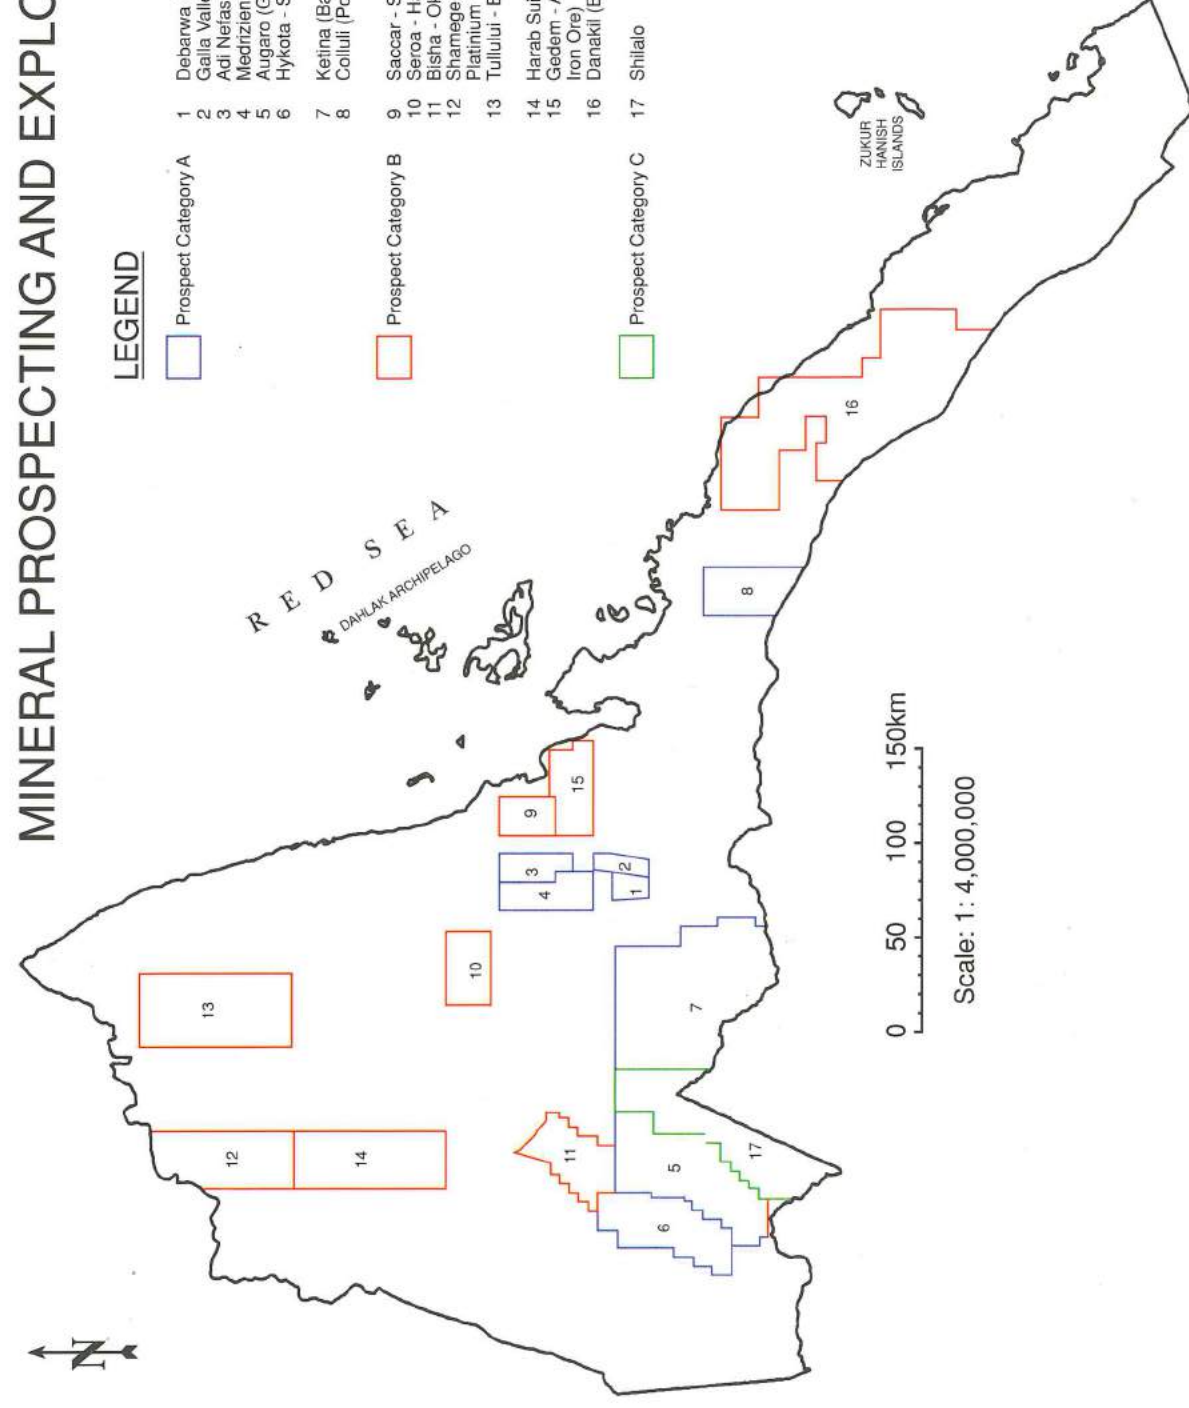 MINERAL PROSPECTING AND EXPLO
LEGEND
Prospect Category A
1 Debarwa
2 Galla Valle
3 Adi Nefas
4 Medrizien
5 Augaro (G
6 Hykota - S
7 Ketina (Ba
8 Colluli (Po
Prospect Category B
9 Saccar - S
10 Seroa - H
11 Bisha - Ok
12 Shamege
Platinium
13 Tullului - B
14 Harab Sui
15 Gedem - A
Iron Ore)
16 Danakil (B
Prospect Category C
17 Shilalo
N
RED SEA
DAHLAK ARCHIPELAGO
ZUKUR
HANISH
ISLANDS
13
12
14
10
9
15
3
4
2
1
11
6
5
17
7
8
16
0 50 100 150km
Scale: 1 : 4,000,000